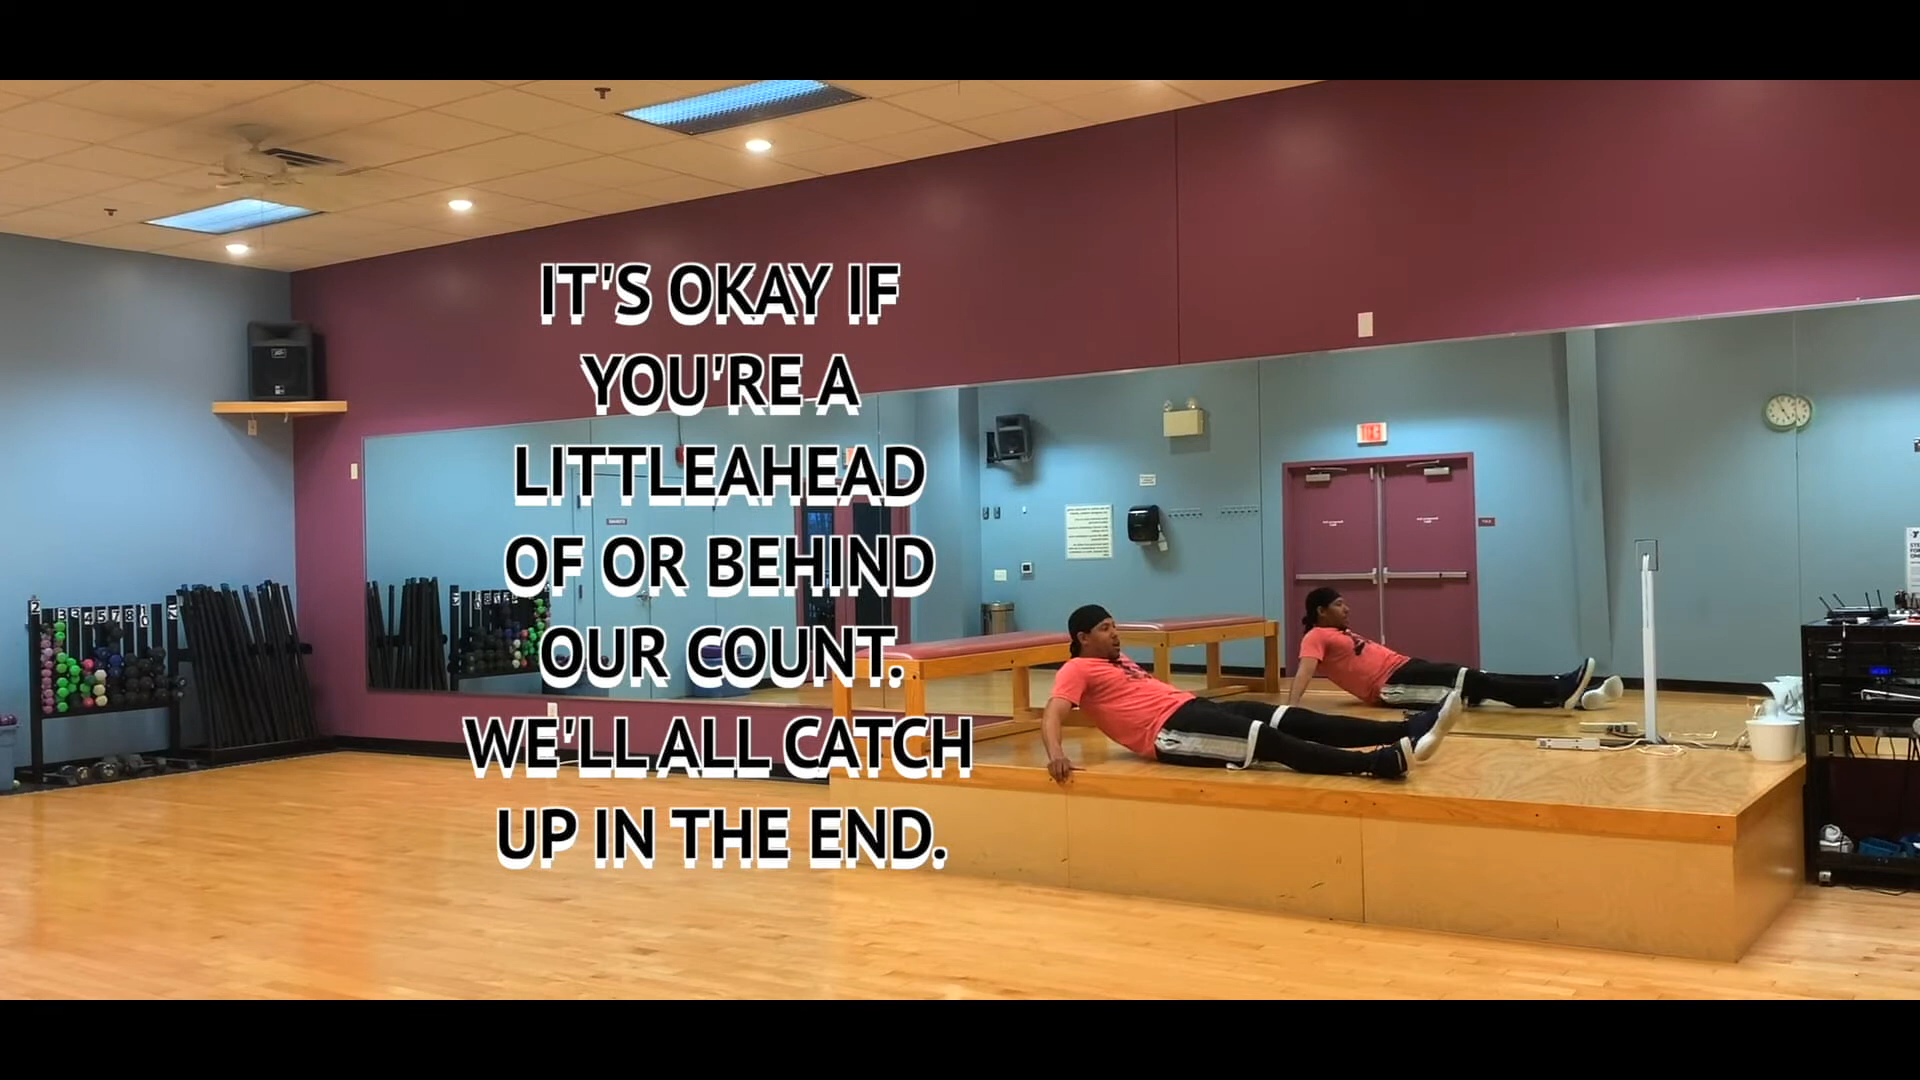 IT'S OKAY IF
YOU'RE A
LITTLEAHEAD
OF OR BEHIND
OUR COUNT.
WE'LL ALL CATCH
UP IN THE END.